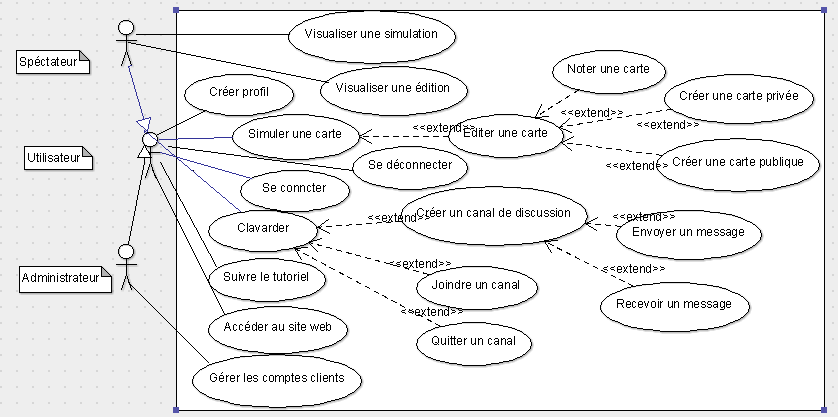 Visualiser une simulation
Spéctateur
Visualiser une édition
Noter une carte
Créer profil
Créer une carte privée
<<extend>>
<<extend>>
<<extend>>
Simuler une carte
Editer une carte
Utilisateur
Se déconnecter
<<extend>>
Créer une carte publique
Se conncter
<<extend>>
Créer un canal de discussion
<<extend>>
Clavarder
Envoyer un message
<<extend>>
<<extend>>
Administrateur
Suivre le tutoriel
Joindre un canal
Recevoir un message
<<extend>>
Accéder au site web
Quitter un canal
Gérer les comptes clients